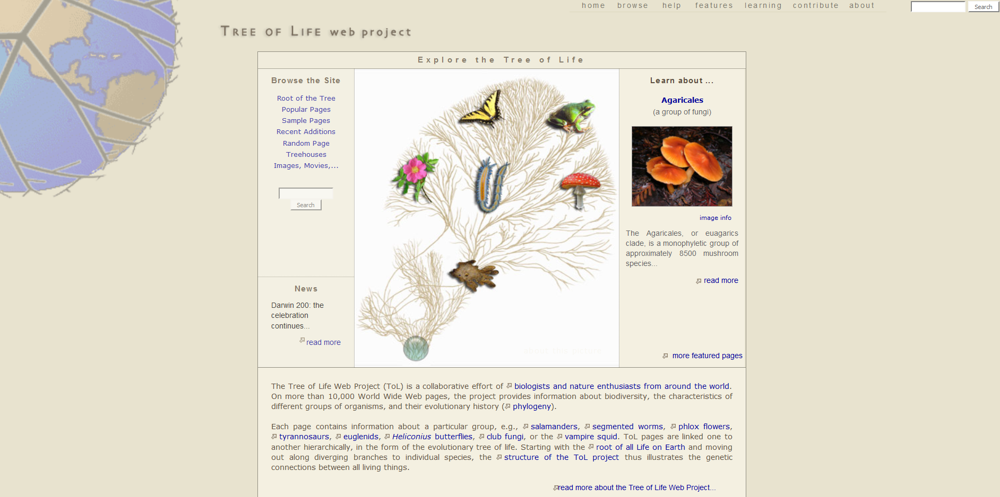 home browse help features learning contribute about
Search
TREE OF LIFE web project
Explore the Tree of Life
Browse the Site
Root of the Tree
Popular Pages
Sample Pages
Recent Additions
Random Page
Treehouses
Images, Movies,...
Search
News
Darwin 200: the
celebration
continues...
read more
about this picture
Learn about ...
Agaricales
(a group of fungi)
image info
The Agaricales, or euagarics
clade, is a monophyletic group of
approximately 8500 mushroom
species...
read more
more featured pages
The Tree of Life Web Project (ToL) is a collaborative effort of biologists and nature enthusiasts from around the world.
On more than 10,000 World Wide Web pages, the project provides information about biodiversity, the characteristics of
different groups of organisms, and their evolutionary history (phylogeny).
Each page contains information about a particular group, e.g., salamanders, segmented worms, phlox flowers,
tyrannosaurs, euglenids, Heliconius butterflies, club fungi, or the vampire squid. ToL pages are linked one to
another hierarchically, in the form of the evolutionary tree of life. Starting with the root of all Life on Earth and moving
out along diverging branches to individual species, the structure of the ToL project thus illustrates the genetic
connections between all living things.
read more about the Tree of Life Web Project...